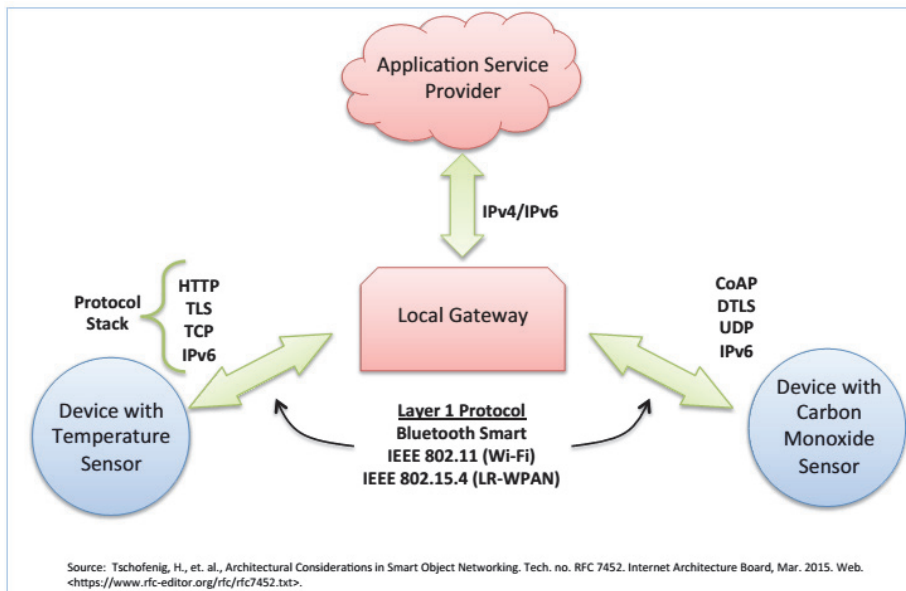 Application Service
Provider
IPv4/IPv6
Protocol
Stack
HTTP
TLS
TCP
IPv6
Local Gateway
CoAP
DTLS
UDP
IPv6
Device with
Temperature
Sensor
Layer 1 Protocol
Bluetooth Smart
IEEE 802.11 (Wi-Fi)
IEEE 802.15.4 (LR-WPAN)
Device with
Carbon
Monoxide
Sensor
Source: Tschofenig, H., et. al., Architectural Considerations in Smart Object Networking. Tech. no. RFC 7452. Internet Architecture Board, Mar. 2015. Web.
<https://www.rfc-editor.org/rfc/rfc7452.txt>.